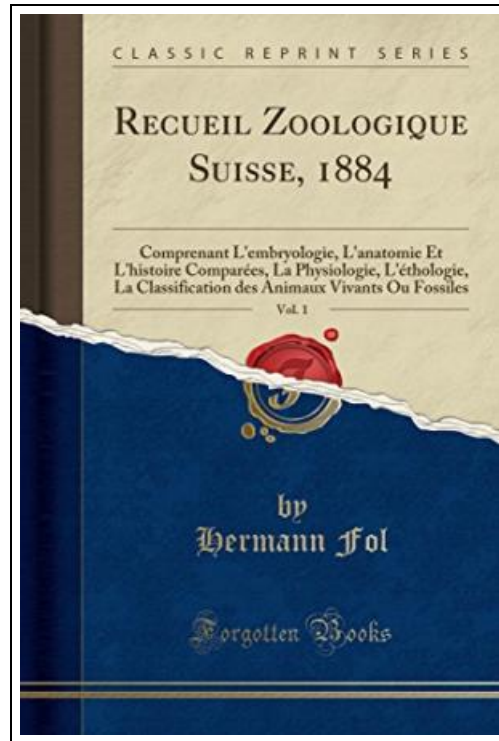 CLASSIC REPRINT SERIES
RECUEIL ZOOLOGIQUE
SUISSE, 1884
Comprenant L'embryologie, L'anatomie Et
L'histoire Comparées, La Physiologie, L'éthologie,
La Classification des Animaux Vivants Ou Fossiles
Vol. 1
by
Hermann Fol
Forgotten Books